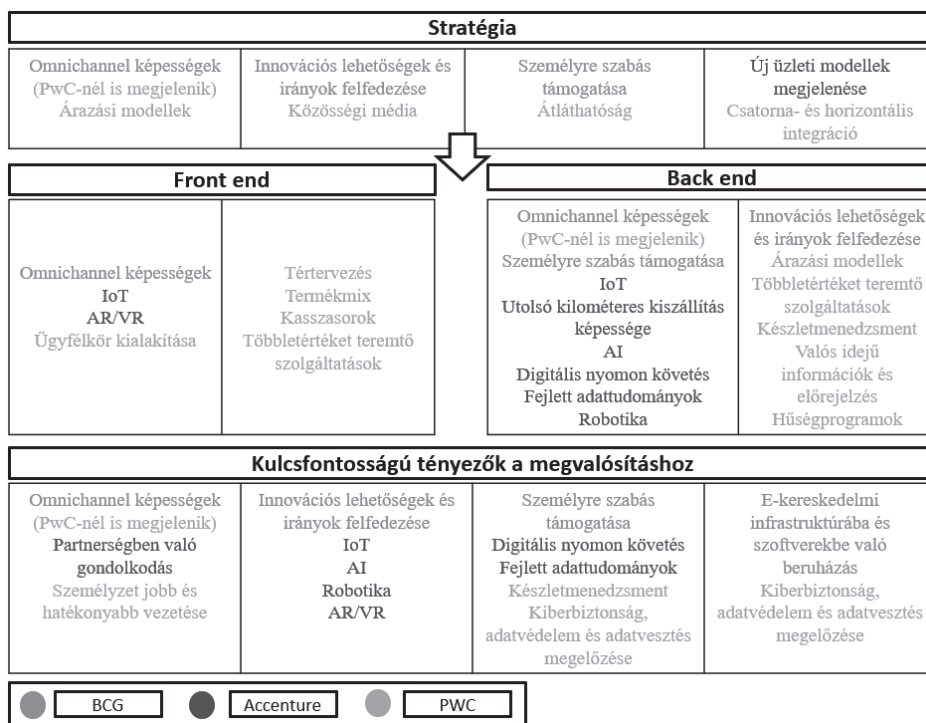 Stratégia
Omnichannel képességek
(PwC-nél is megjelenik)
Árazási modellek
Innovációs lehetőségek és
irányok felfedezése
Közösségi média
Személyre szabás
támogatása
Átláthatóság
Új üzleti modellek
megjelenése
Csatorna- és horizontális
integráció
Front end
Omnichannel képességek
IoT
AR/VR
Ügyfélkör kialakítása
Tértervezés
Termékmix
Kasszasorok
Többletértéket teremtő
szolgáltatások
Back end
Omnichannel képességek
(PwC-nél is megjelenik)
Személyre szabás támogatása
IoT
Utolsó kilométeres kiszállítás
képessége
AI
Digitális nyomon követés
Fejlett adattudományok
Robotika
Innovációs lehetőségek
és irányok felfedezése
Árazási modellek
Többletértéket teremtő
szolgáltatások
Készletmenedzsment
Valós idejű
információk és
előrejelzés
Hűségprogramok
Kulcsfontosságú tényezők a megvalósításhoz
Omnichannel képességek
(PwC-nél is megjelenik)
Partnerségben való
gondolkodás
Személyzet jobb és
hatékonyabb vezetése
Innovációs lehetőségek és
irányok felfedezése
IoT
AI
Robotika
AR/VR
Személyre szabás
támogatása
Digitális nyomon követés
Fejlett adattudományok
Készletmenedzsment
Kiberbiztonság,
adatvédelem és adatvesztés
megelőzése
E-kereskedelmi
infrastruktúrába és
szoftverekbe való
beruházás
Kiberbiztonság,
adatvédelem és adatvesztés
megelőzése
BCG
Accenture
PWC